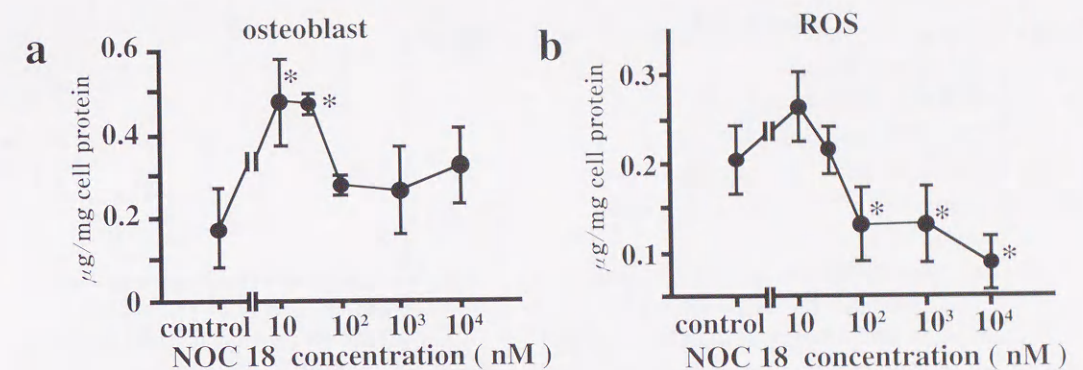 a
osteoblast
µg/mg cell protein
0.6
0.4
0.2
0
*
*
control 10 10² 10³ 10⁴
NOC 18 concentration ( nM )
b
ROS
µg/mg cell protein
0.3
0.2
0.1
*
*
*
control 10 10² 10³ 10⁴
NOC 18 concentration ( nM )